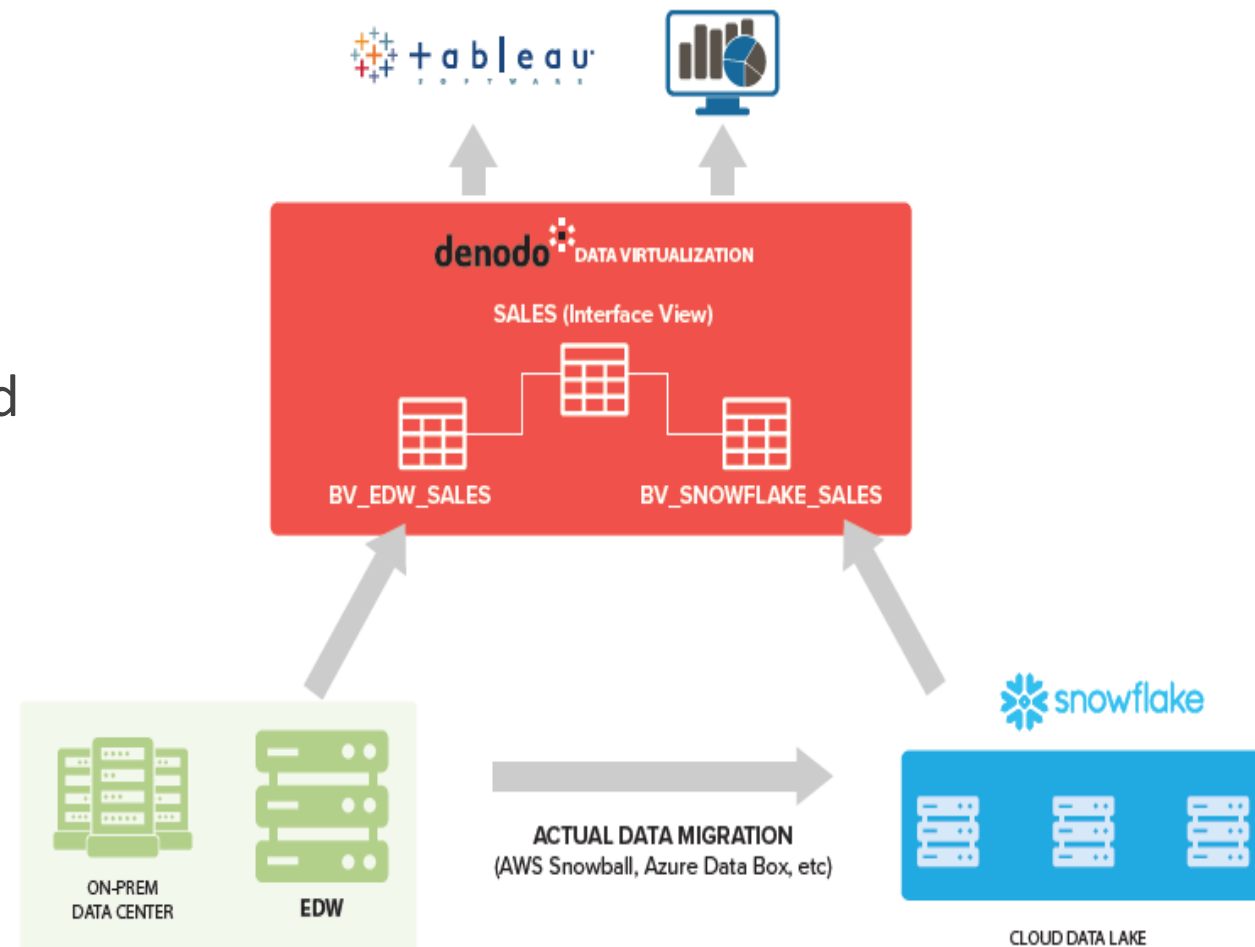 + a b | e a u
S O F T W A R E
denodo DATA VIRTUALIZATION
SALES (Interface View)
d
BV_EDW_SALES
BV_SNOWFLAKE_SALES
snowflake
ACTUAL DATA MIGRATION
(AWS Snowball, Azure Data Box, etc)
ON-PREM
DATA CENTER
EDW
CLOUD DATA LAKE